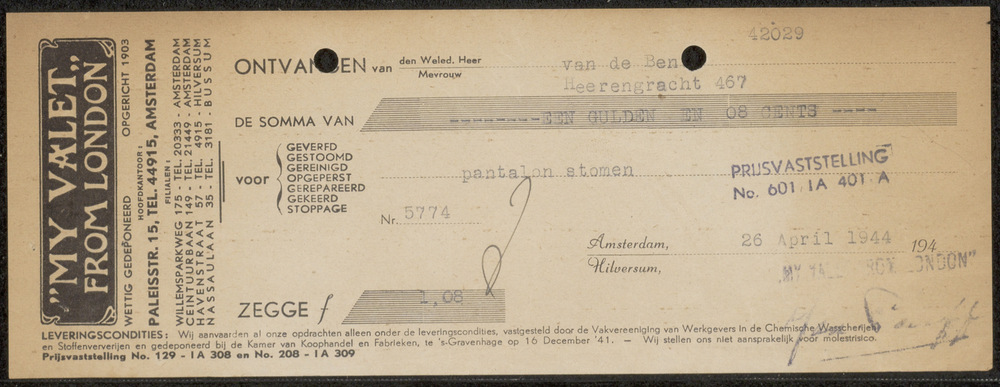 "MY VALET"
FROM LONDON
WETTIG GEDEPONEERD OPGERICHT 1903
HOOFDKANTOOR:
PALEISSTR. 15, TEL. 44915, AMSTERDAM
FILIALEN:
WILLEMSPARKWEG 175 - TEL. 20333 - AMSTERDAM
CEINTUURBAAN 149 - TEL. 21449 - AMSTERDAM
HAVENSTRAAT 57 - TEL. 4915 - HILVERSUM
NASSAULAAN 35 - TEL. 3181 - BUSSUM
42029
ONTVANGEN van den Weled. Heer
Mevrouw
van de Ben
Heerengracht 467
DE SOMMA VAN --------EEN GULDEN EN 08 CENTS ----
voor
GEVERFD
GESTOOMD
GEREINIGD
OPGEPERST
GEREPAREERD
GEKEERD
STOPPAGE
pantalon stomen
PRIJSVASTSTELLING
No. 601 IA 401 A
Nr. 5774
Amsterdam, 26 April 1944 194
Hilversum,
"MY VALET FROM LONDON"
ZEGGE f 1,08
LEVERINGSCONDITIES: Wij aanvaarden al onze opdrachten alleen onder de leveringscondities, vastgesteld door de Vakvereeniging van Werkgevers in de Chemische Wasscherijen
en Stoffenververijen en gedeponeerd bij de Kamer van Koophandel en Fabrieken, te 's-Gravenhage op 16 December '41. — Wij stellen ons niet aansprakelijk voor molestrisico.
Prijsvaststelling No. 129 - IA 308 en No. 208 - IA 309